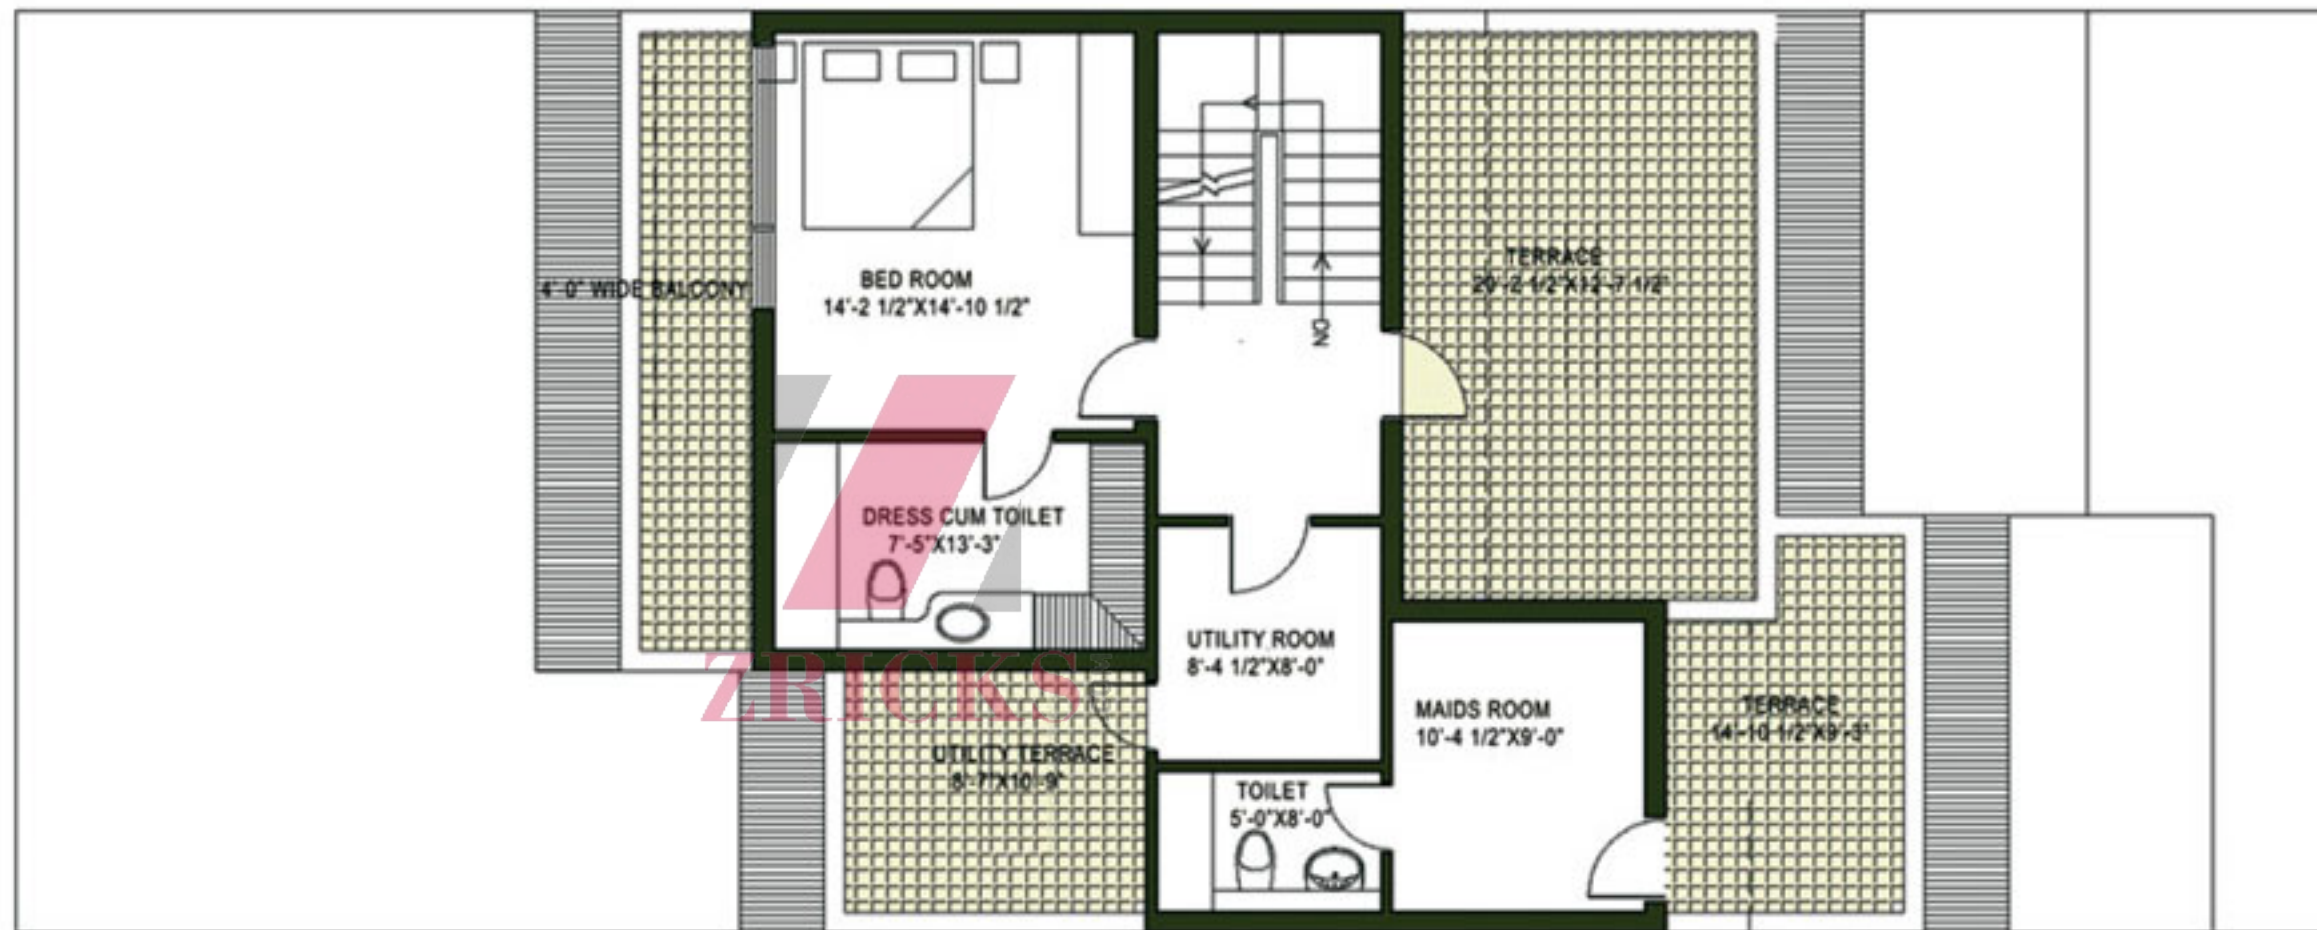 4'-0" WIDE BALCONY
BED ROOM
14'-2 1/2"X14'-10 1/2"
DN
TERRACE
20'-2 1/2"X12'-7 1/2"
DRESS CUM TOILET
7'-5"X13'-3"
UTILITY ROOM
8'-4 1/2"X8'-0"
ZRICKS
UTILITY TERRACE
8'-7"X10'-9"
MAIDS ROOM
10'-4 1/2"X9'-0"
TERRACE
14'-10 1/2"X9'-3"
TOILET
5'-0"X8'-0"